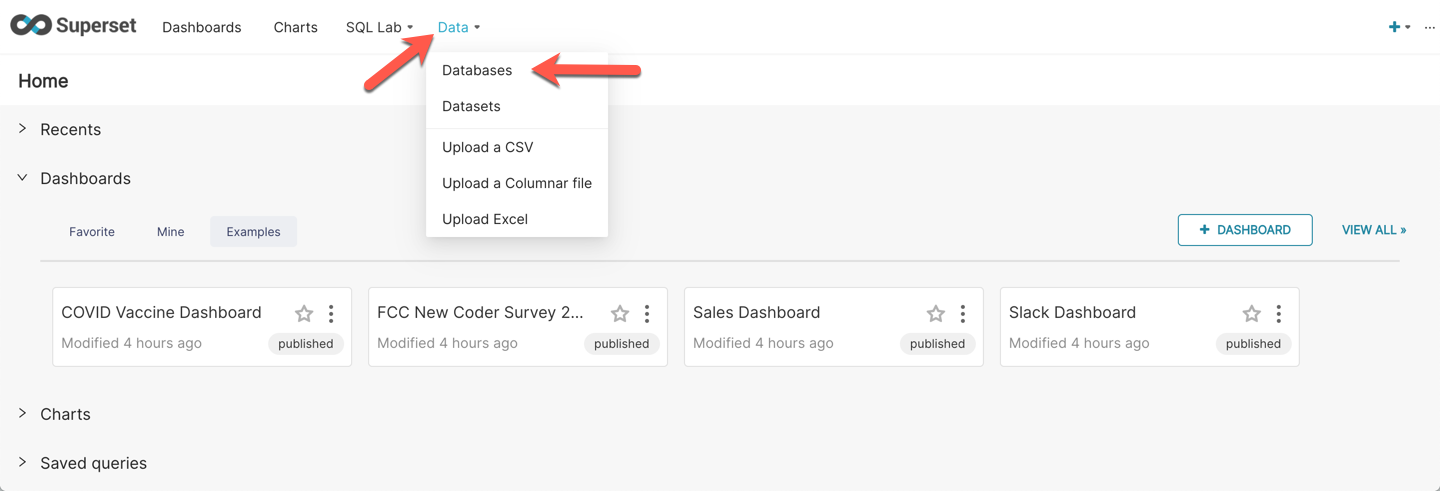 Superset Dashboards Charts SQL Lab Data
Databases
Home
Datasets
Recents
Upload a CSV
Dashboards
Upload a Columnar file
Upload Excel
Favorite Mine Examples
+ DASHBOARD VIEW ALL »
COVID Vaccine Dashboard
Modified 4 hours ago published
FCC New Coder Survey 2...
Modified 4 hours ago published
Sales Dashboard
Modified 4 hours ago published
Slack Dashboard
Modified 4 hours ago published
Charts
Saved queries